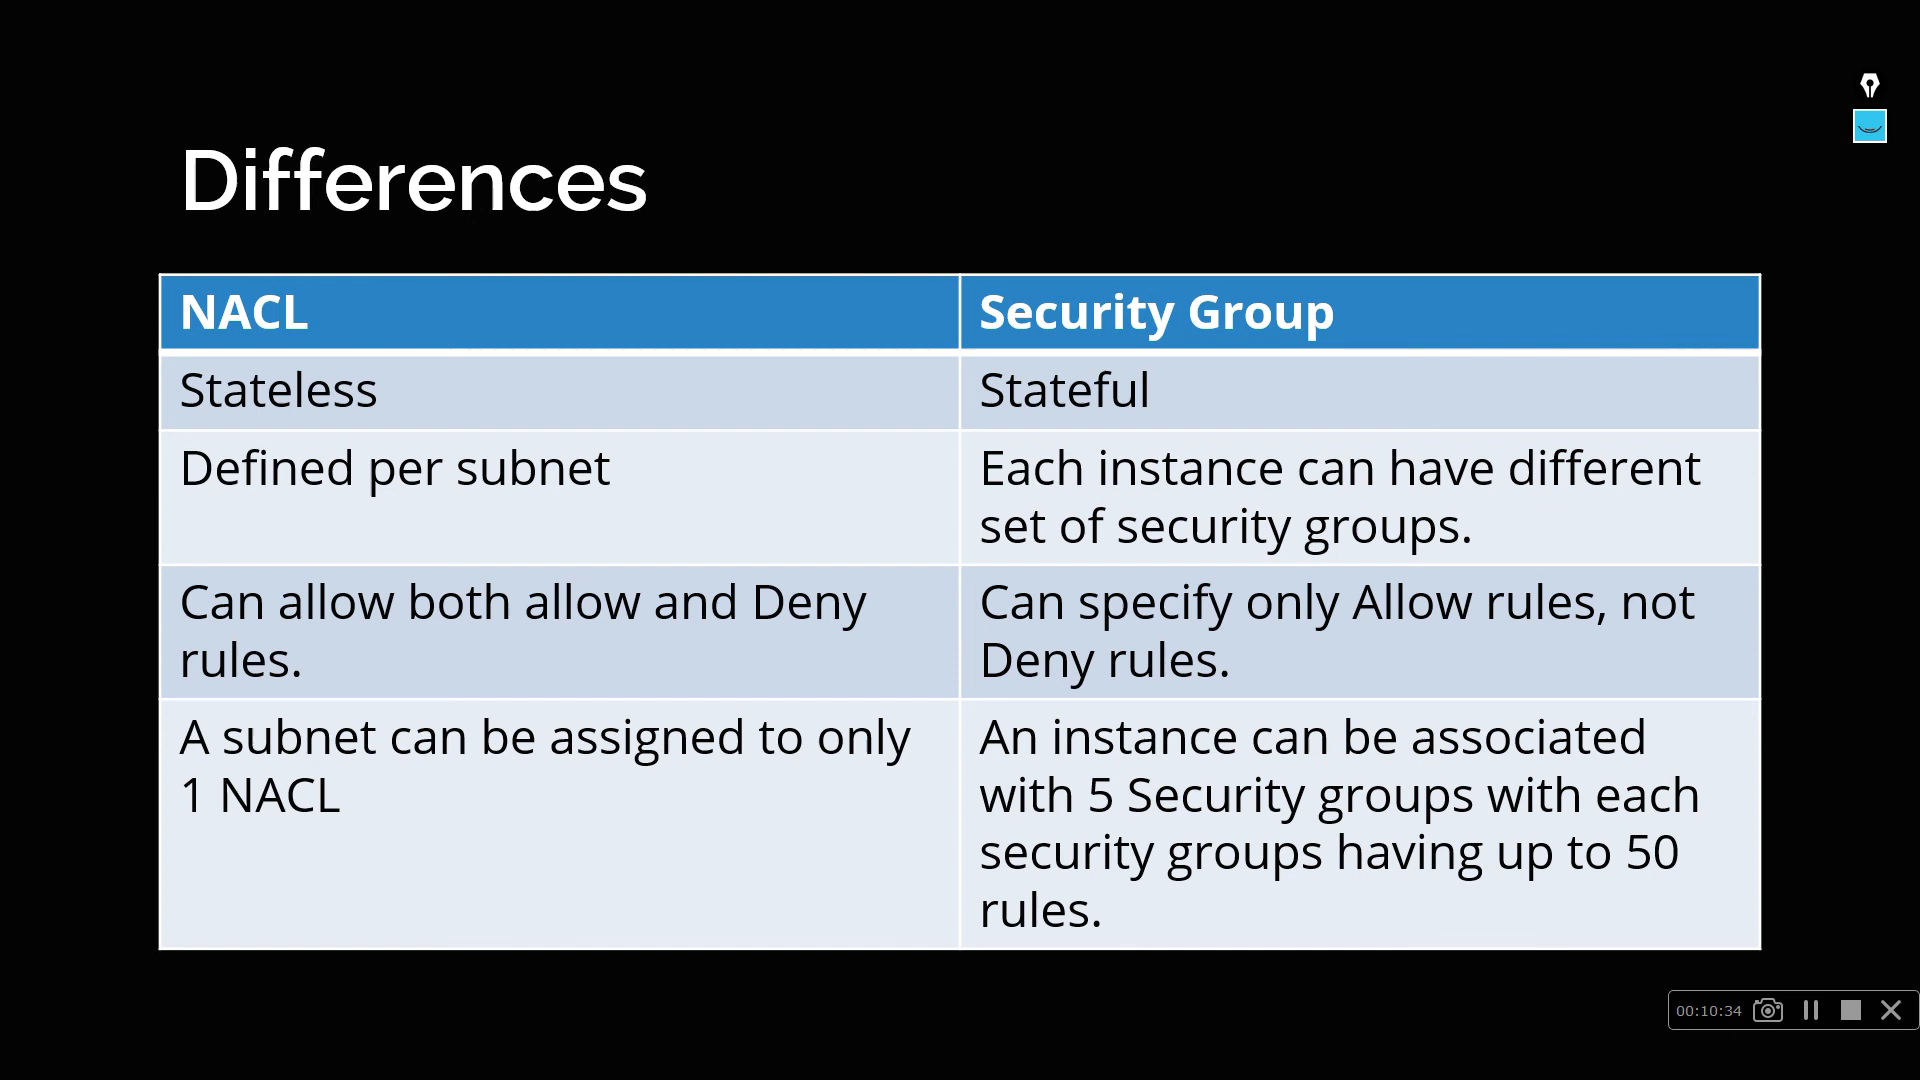 Differences
NACL
Security Group
Stateless
Stateful
Defined per subnet
Each instance can have different
set of security groups.
Can allow both allow and Deny
rules.
Can specify only Allow rules, not
Deny rules.
A subnet can be assigned to only
1 NACL
An instance can be associated
with 5 Security groups with each
security groups having up to 50
rules.
00:10:34